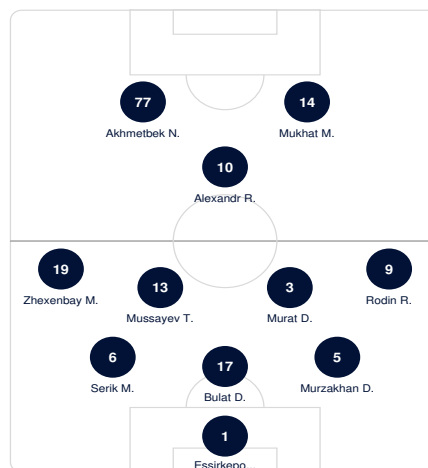 77
14
Akhmetbek N.
Mukhat M.
10
Alexandr R.
19
9
Zhexenbay M.
13
3
Rodin R.
Mussayev T.
Murat D.
6
17
5
Serik M.
Bulat D.
Murzakhan D.
1
Essirkepo...